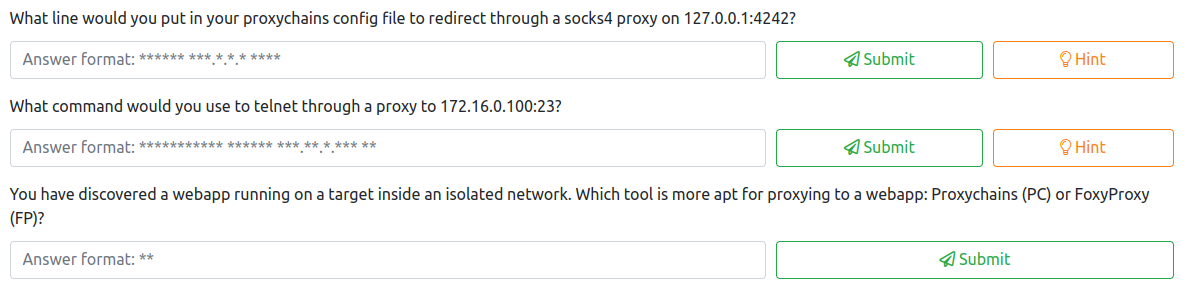 What line would you put in your proxychains config file to redirect through a socks4 proxy on 127.0.0.1:4242?
Answer format: ****** ***.*.*.* ****
Submit
Hint
What command would you use to telnet through a proxy to 172.16.0.100:23?
Answer format: *********** ****** ***.**.*.*** **
Submit
Hint
You have discovered a webapp running on a target inside an isolated network. Which tool is more apt for proxying to a webapp: Proxychains (PC) or FoxyProxy
(FP)?
Answer format: **
Submit